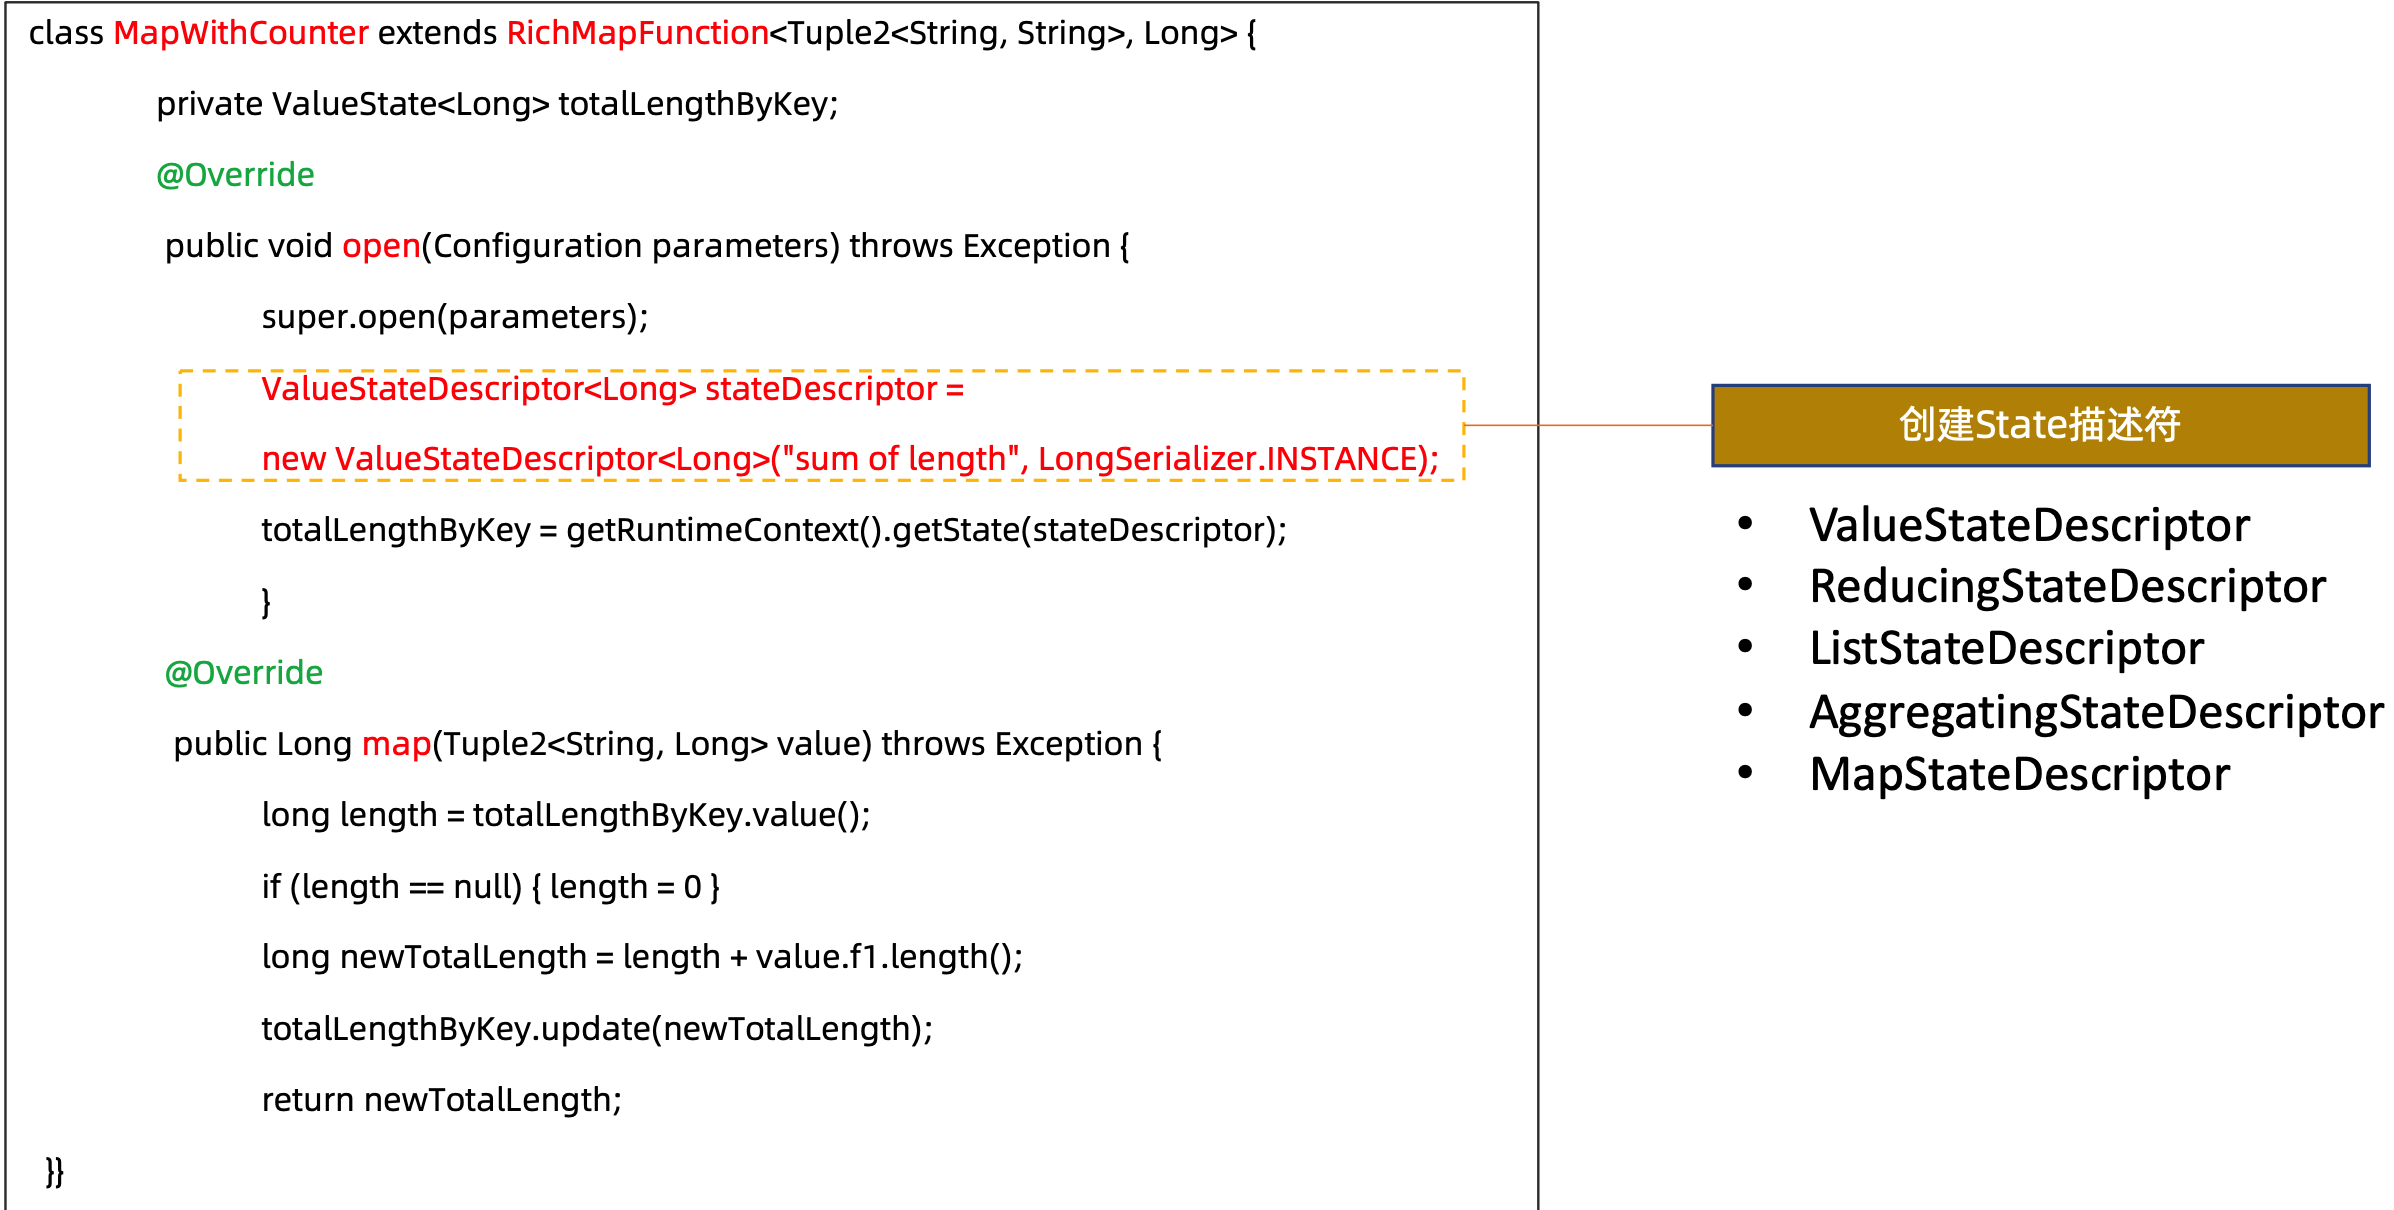 class MapWithCounter extends RichMapFunction<Tuple2<String, String>, Long> {
private ValueState<Long> totalLengthByKey;
@Override
public void open(Configuration parameters) throws Exception {
super.open(parameters);
ValueStateDescriptor<Long> stateDescriptor =
new ValueStateDescriptor<Long>("sum of length", LongSerializer.INSTANCE);
totalLengthByKey = getRuntimeContext().getState(stateDescriptor);
}
@Override
public Long map(Tuple2<String, Long> value) throws Exception {
long length = totalLengthByKey.value();
if (length == null) { length = 0 }
long newTotalLength = length + value.f1.length();
totalLengthByKey.update(newTotalLength);
return newTotalLength;
}}
创建State描述符
• ValueStateDescriptor
• ReducingStateDescriptor
• ListStateDescriptor
• AggregatingStateDescriptor
• MapStateDescriptor